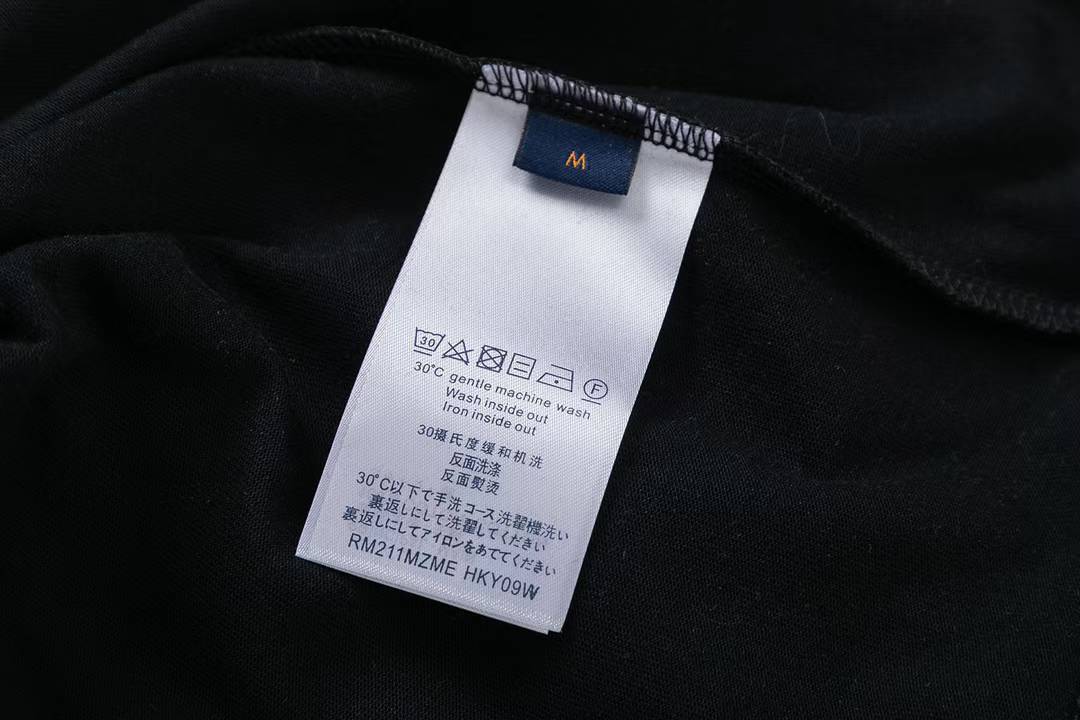 M
30
F
30°C gentle machine wash
Wash inside out
Iron inside out
30摄氏度缓和机洗
反面洗涤
反面熨烫
30°C以下で手洗コース洗翟機洗い
裏返しにして洗翟してください
裏返しにしてアイロンをあててください
RM211MZME HKY09W